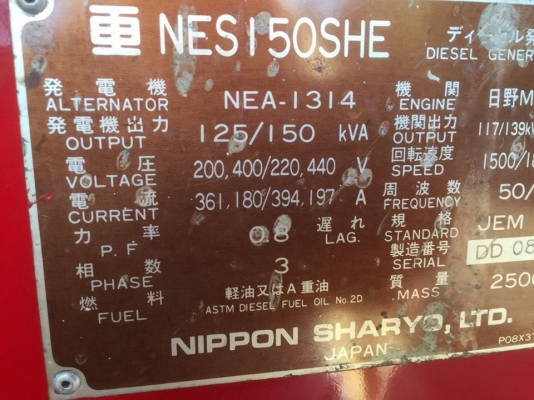 重 NES150SHE ディーゼル発
DIESEL GENER
発電機 ALTERNATOR NEA-1314 機関 ENGINE 日野M
発電機出力 OUTPUT 125/150 kVA 機関出力 OUTPUT 117/139k
電圧 VOLTAGE 200,400/220,440 V 回転速度 SPEED 1500/18
電流 CURRENT 361,180/394,197 A 周波数 FREQUENCY 50/
力率 P.F 0.8 遅れ LAG. 規格 STANDARD JEM
相数 PHASE 3 製造番号 SERIAL DD 08
燃料 FUEL 軽油又はA重油 ASTM DIESEL FUEL OIL No.2D 質量 MASS 2500
NIPPON SHARYO, LTD.
JAPAN P08X37